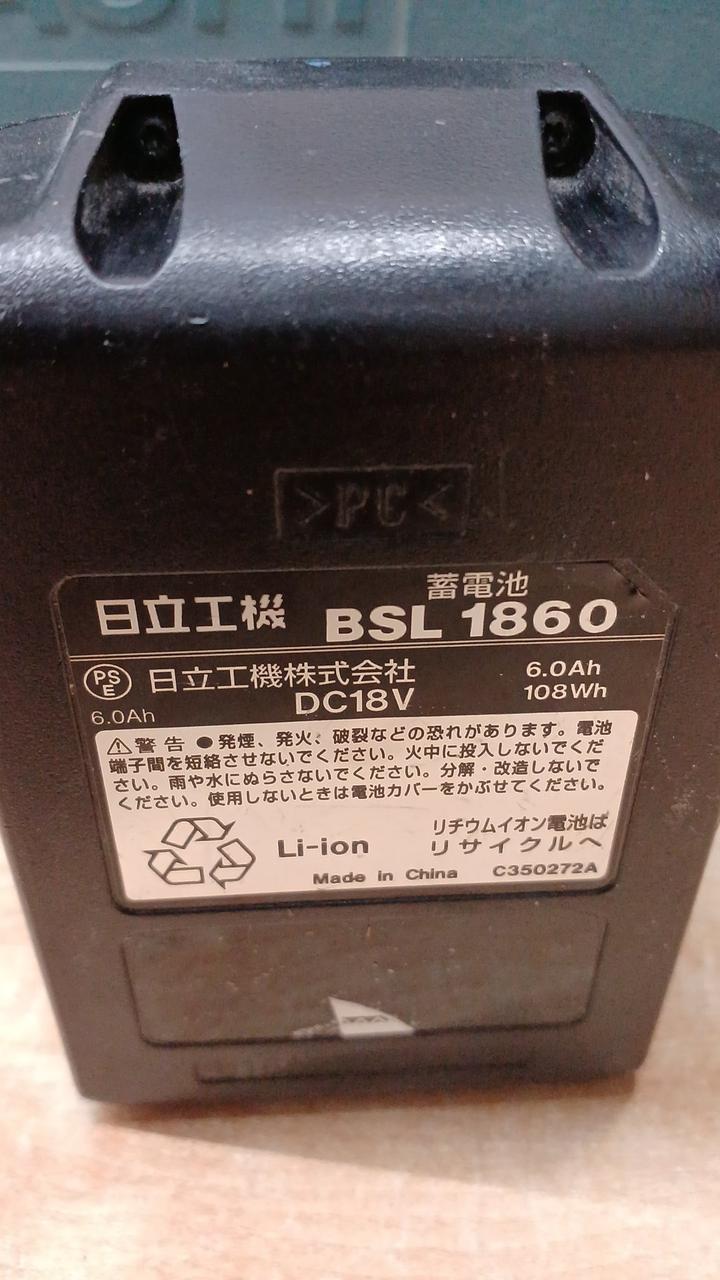 >PC<
蓄電池
日立工機 BSL 1860
PS E 日立工機株式会社 6.0Ah
DC18V 108Wh
6.0Ah
⚠警告 ●発煙、発火、破裂などの恐れがあります。電池
端子間を短絡させないでください。火中に投入しないでくだ
さい。雨や水にぬらさないでください。分解・改造しないで
ください。使用しないときは電池カバーをかぶせてください。
Li-ion
リチウムイオン電池は
リサイクルへ
Made in China C350272A